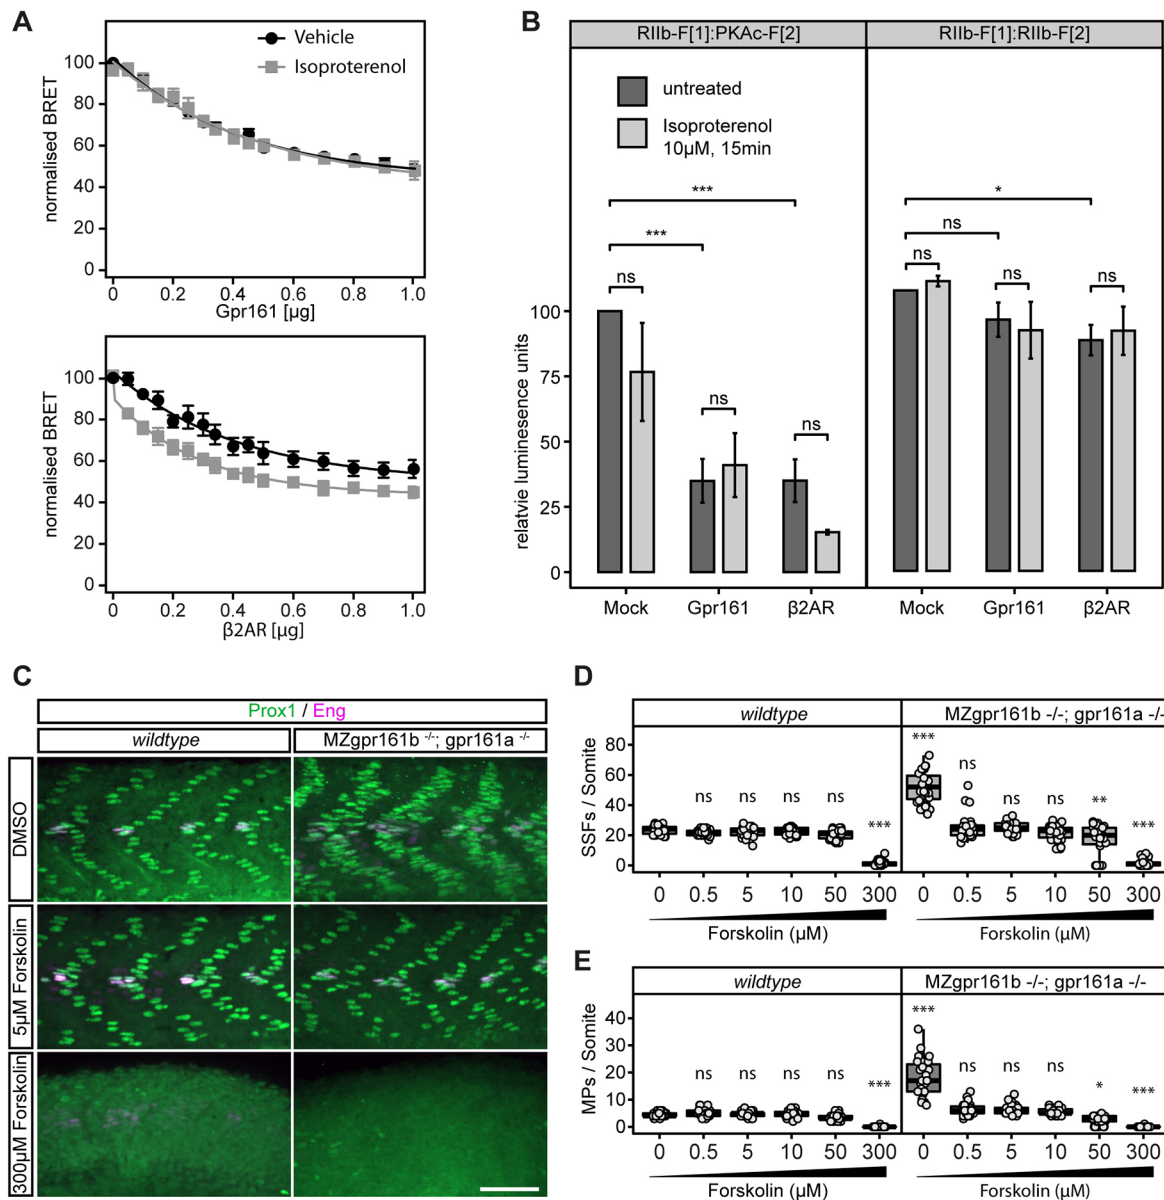 A
Vehicle
Isoproterenol
normalised BRET
100
80
60
40
20
0
0 0.2 0.4 0.6 0.8 1.0
Gpr161 [µg]
normalised BRET
100
80
60
40
20
0
0 0.2 0.4 0.6 0.8 1.0
β2AR [µg]
B
RIIb-F[1]:PKAc-F[2] RIIb-F[1]:RIIb-F[2]
untreated
Isoproterenol
10µM, 15min
*** *
*** ns
ns ns ns ns
ns ns
relatvie luminesence units
100
75
50
25
0
Mock Gpr161 β2AR Mock Gpr161 β2AR
C
Prox1 / Eng
wildtype MZgpr161b -/-; gpr161a -/-
DMSO
5µM Forskolin
300µM Forskolin
D
wildtype MZgpr161b -/-; gpr161a -/-
SSFs / Somite
80
60
40
20
0
ns ns ns ns *** *** ns ns ns ** ***
0 0.5 5 10 50 300 0 0.5 5 10 50 300
Forskolin (µM) Forskolin (µM)
E
wildtype MZgpr161b -/-; gpr161a -/-
MPs / Somite
40
30
20
10
0
ns ns ns ns *** *** ns ns ns * ***
0 0.5 5 10 50 300 0 0.5 5 10 50 300
Forskolin (µM) Forskolin (µM)